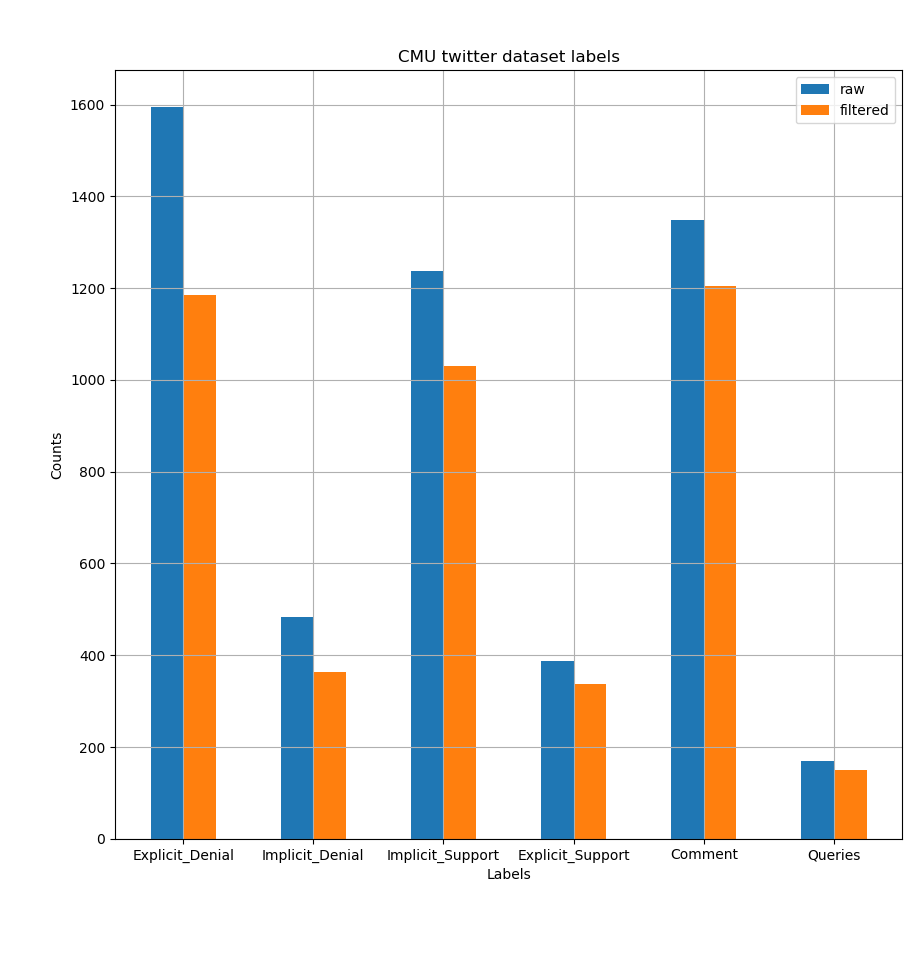 CMU twitter dataset labels
raw
filtered
1600
1400
1200
1000
800
600
400
200
0
Counts
Explicit_Denial Implicit_Denial Implicit_Support Explicit_Support Comment Queries
Labels